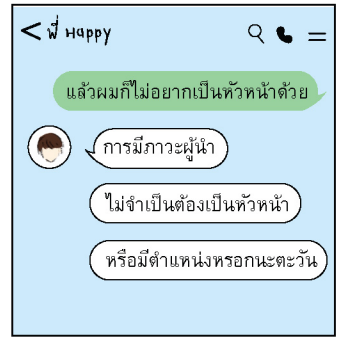 พี่ Happy
แล้วผมก็ไม่อยากเป็นหัวหน้าด้วย
การมีภาวะผู้นำ
ไม่จำเป็นต้องเป็นหัวหน้า
หรือมีตำแหน่งหรอกนะตะวัน